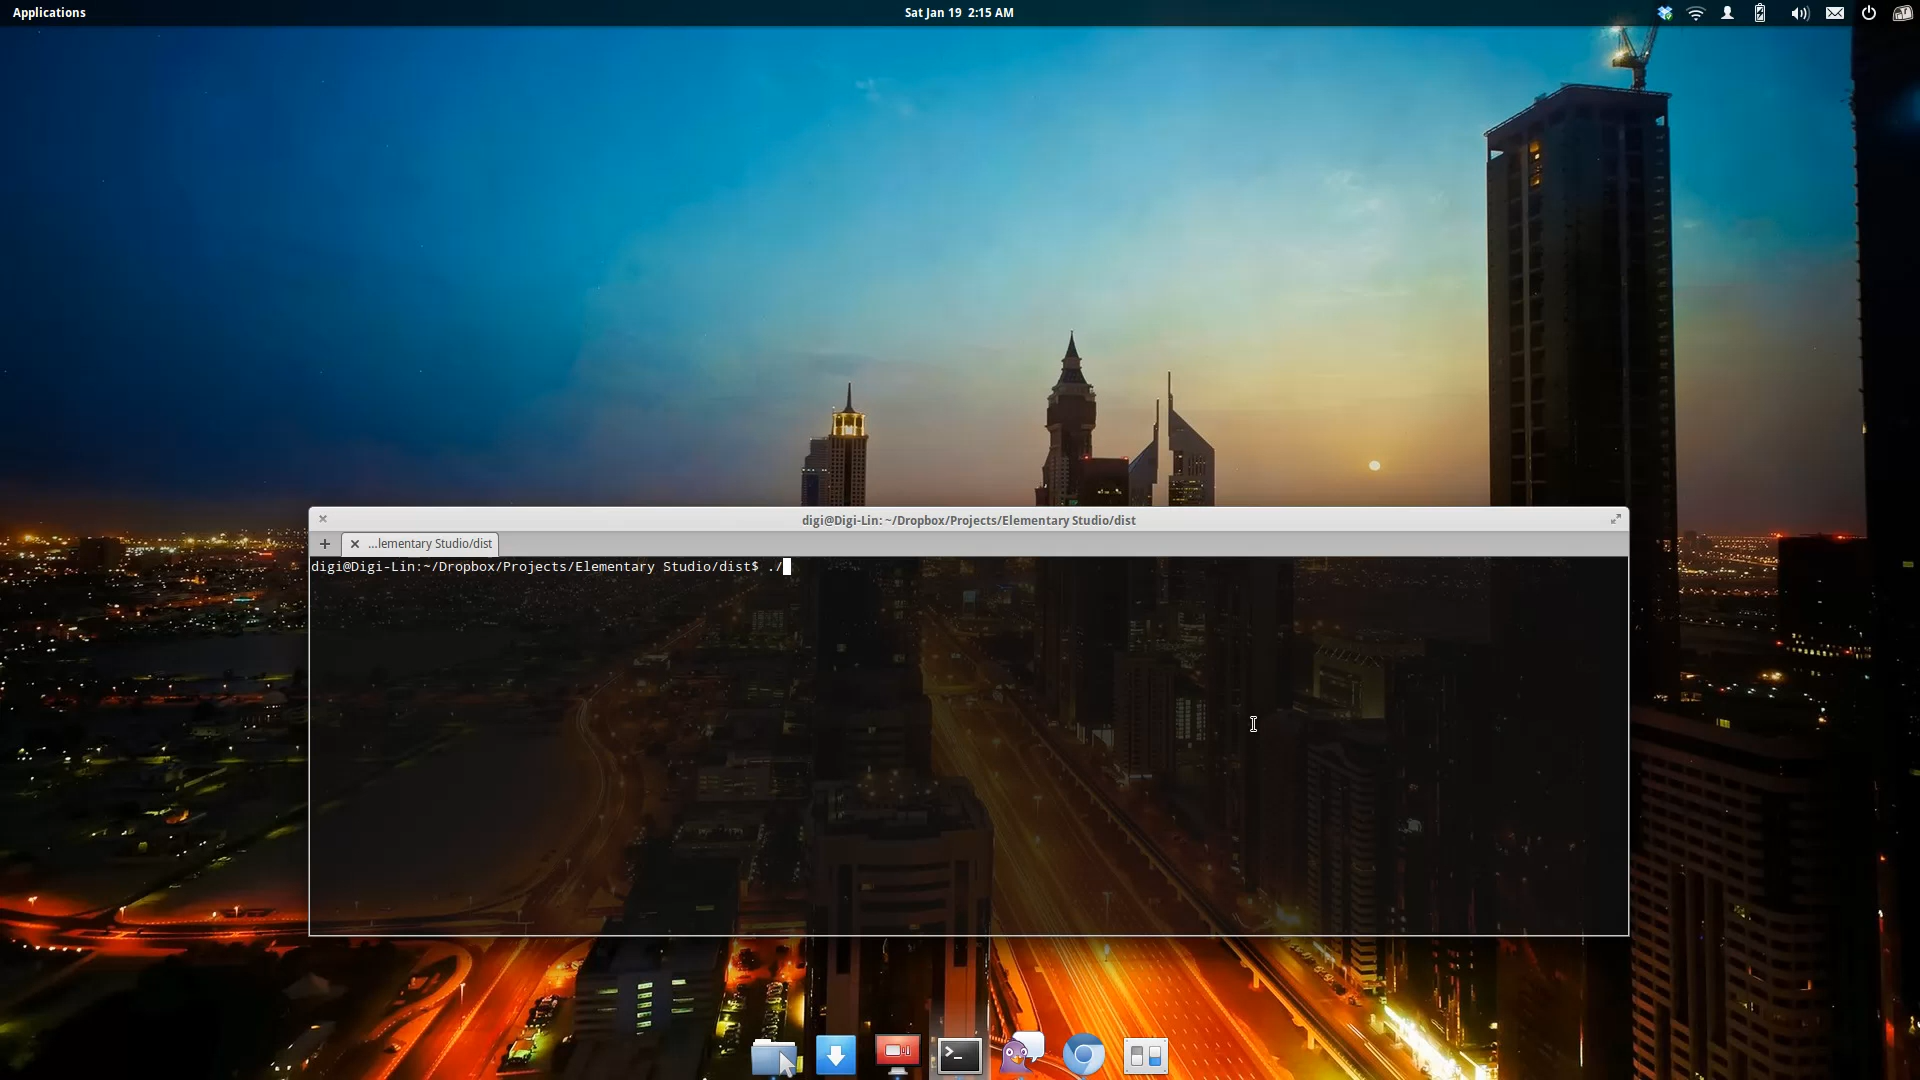 Applications
Sat Jan 19 2:15 AM
digi@Digi-Lin: ~/Dropbox/Projects/Elementary Studio/dist
...lementary Studio/dist
digi@Digi-Lin:~/Dropbox/Projects/Elementary Studio/dist$ ./
>_